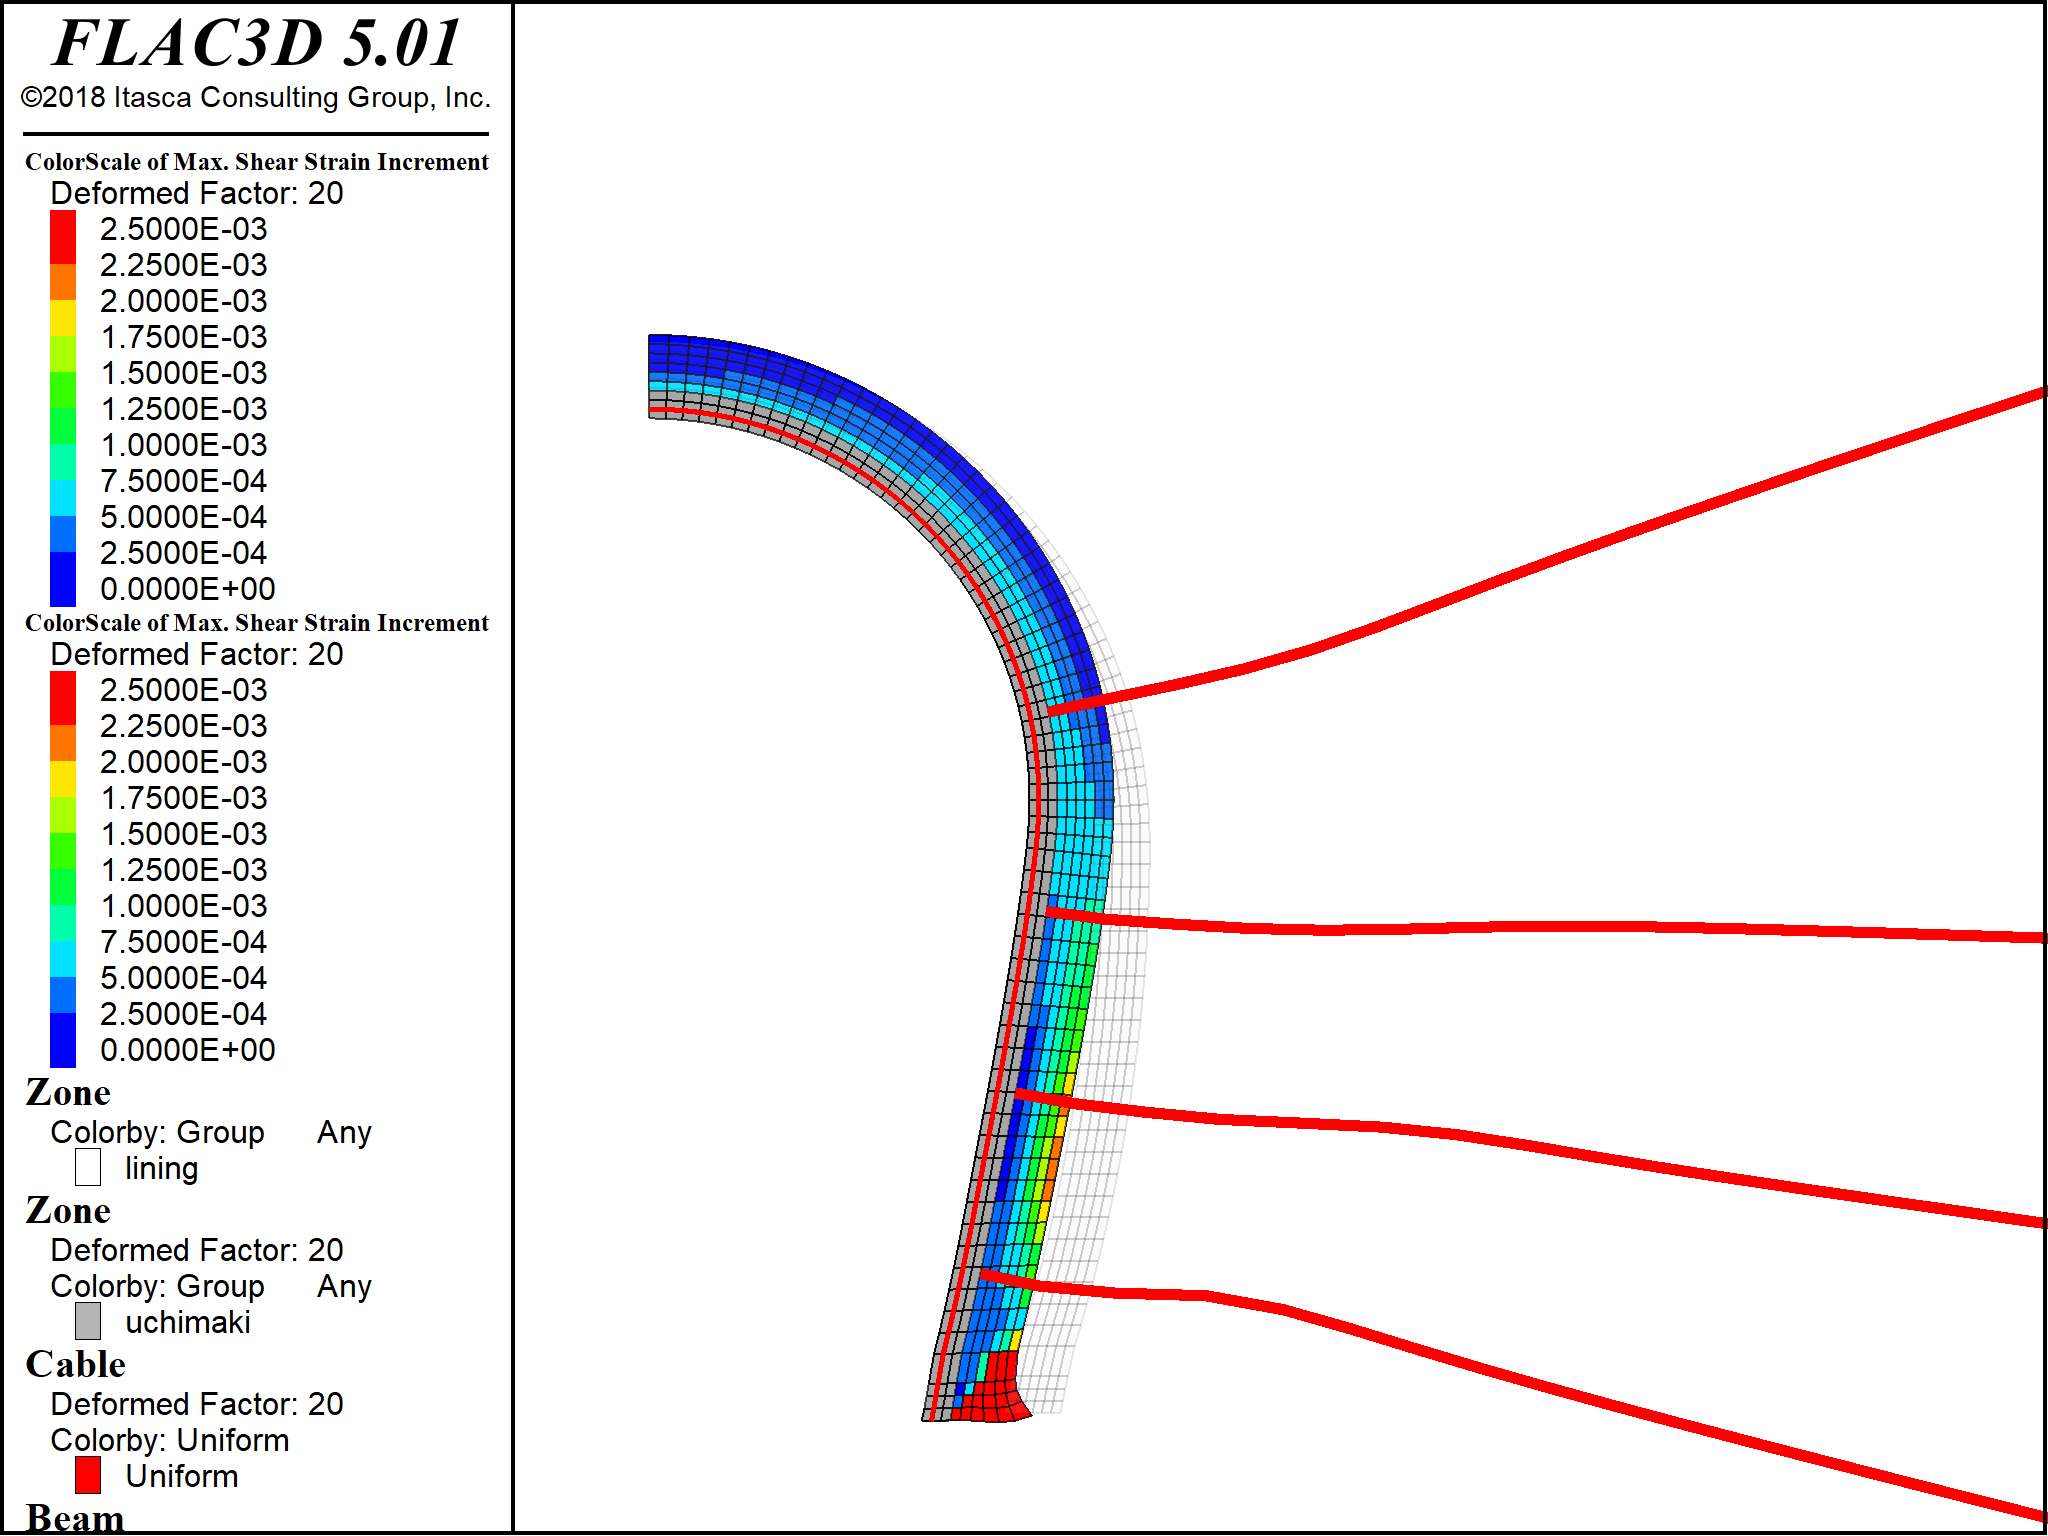 FLAC3D 5.01
©2018 Itasca Consulting Group, Inc.
ColorScale of Max. Shear Strain Increment
Deformed Factor: 20
2.5000E-03
2.2500E-03
2.0000E-03
1.7500E-03
1.5000E-03
1.2500E-03
1.0000E-03
7.5000E-04
5.0000E-04
2.5000E-04
0.0000E+00
ColorScale of Max. Shear Strain Increment
Deformed Factor: 20
2.5000E-03
2.2500E-03
2.0000E-03
1.7500E-03
1.5000E-03
1.2500E-03
1.0000E-03
7.5000E-04
5.0000E-04
2.5000E-04
0.0000E+00
Zone
Colorby: Group Any
lining
Zone
Deformed Factor: 20
Colorby: Group Any
uchimaki
Cable
Deformed Factor: 20
Colorby: Uniform
Uniform
Beam